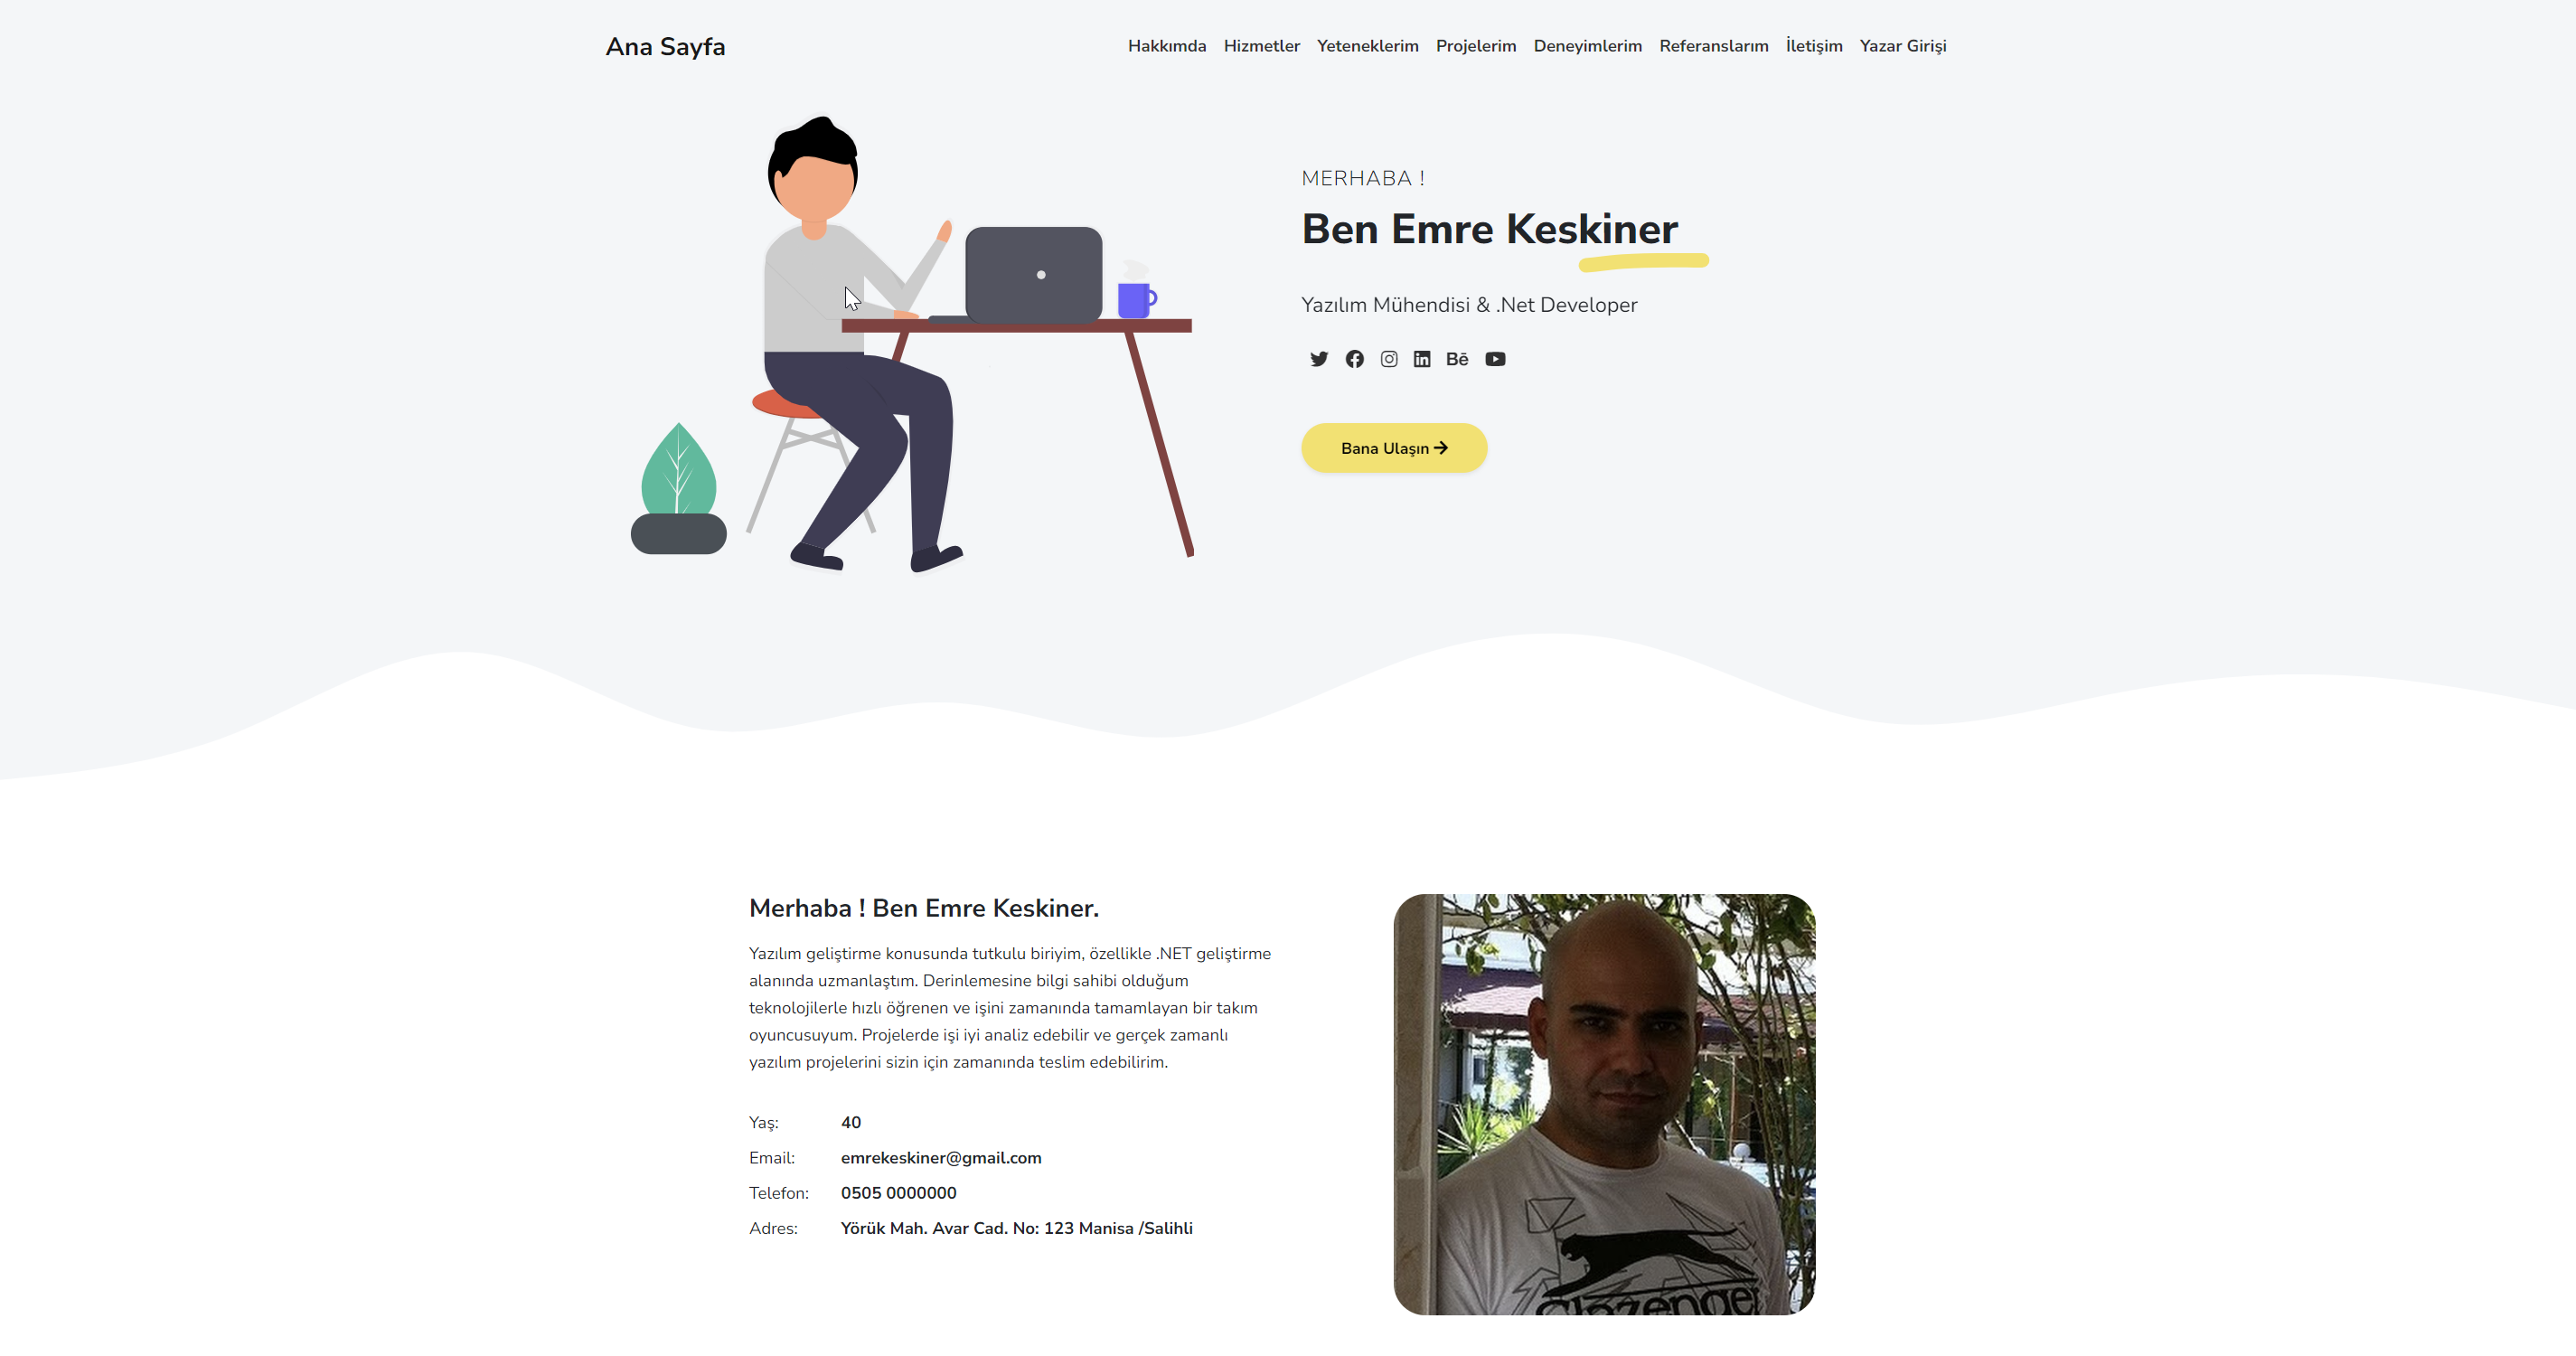 Ana Sayfa
Hakkımda Hizmetler Yeteneklerim Projelerim Deneyimlerim Referanslarım İletişim Yazar Girişi
MERHABA !
Ben Emre Keskiner
Yazılım Mühendisi & .Net Developer
Bē
Bana Ulaşın
Merhaba ! Ben Emre Keskiner.
Yazılım geliştirme konusunda tutkulu biriyim, özellikle .NET geliştirme
alanında uzmanlaştım. Derinlemesine bilgi sahibi olduğum
teknolojilerle hızlı öğrenen ve işini zamanında tamamlayan bir takım
oyuncusuyum. Projelerde işi iyi analiz edebilir ve gerçek zamanlı
yazılım projelerini sizin için zamanında teslim edebilirim.
Yaş: 40
Email: emrekeskiner@gmail.com
Telefon: 0505 0000000
Adres: Yörük Mah. Avar Cad. No: 123 Manisa /Salihli